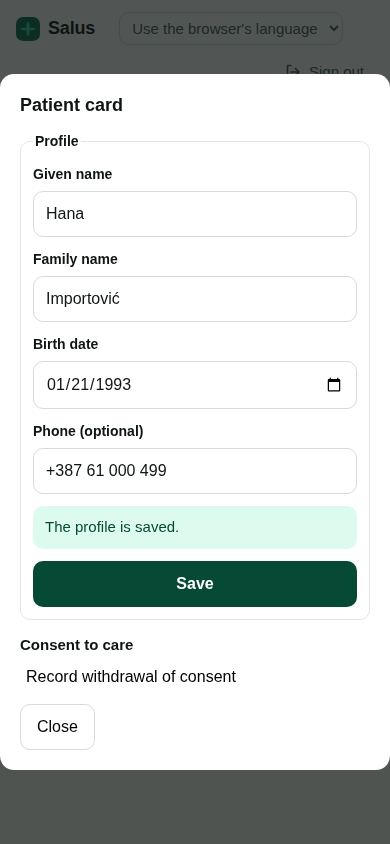 Salus
Use the browser's language
Sign out
Patient card
Profile
Given name
Hana
Family name
Importović
Birth date
01/21/1993
Phone (optional)
+387 61 000 499
The profile is saved.
Save
Consent to care
Record withdrawal of consent
Close